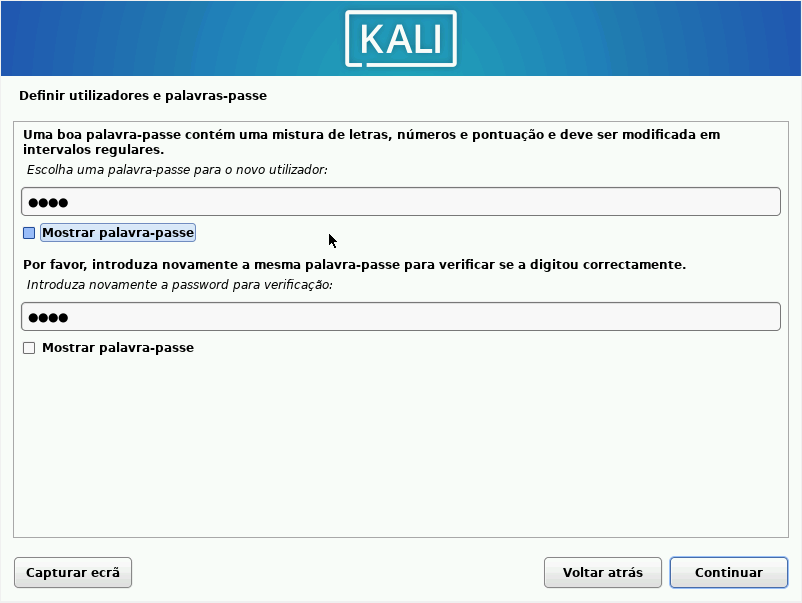 KALI
Definir utilizadores e palavras-passe
Uma boa palavra-passe contém uma mistura de letras, números e pontuação e deve ser modificada em
intervalos regulares.
Escolha uma palavra-passe para o novo utilizador:
●●●●
Mostrar palavra-passe
Por favor, introduza novamente a mesma palavra-passe para verificar se a digitou correctamente.
Introduza novamente a password para verificação:
●●●●
Mostrar palavra-passe
Capturar ecrã
Voltar atrás
Continuar